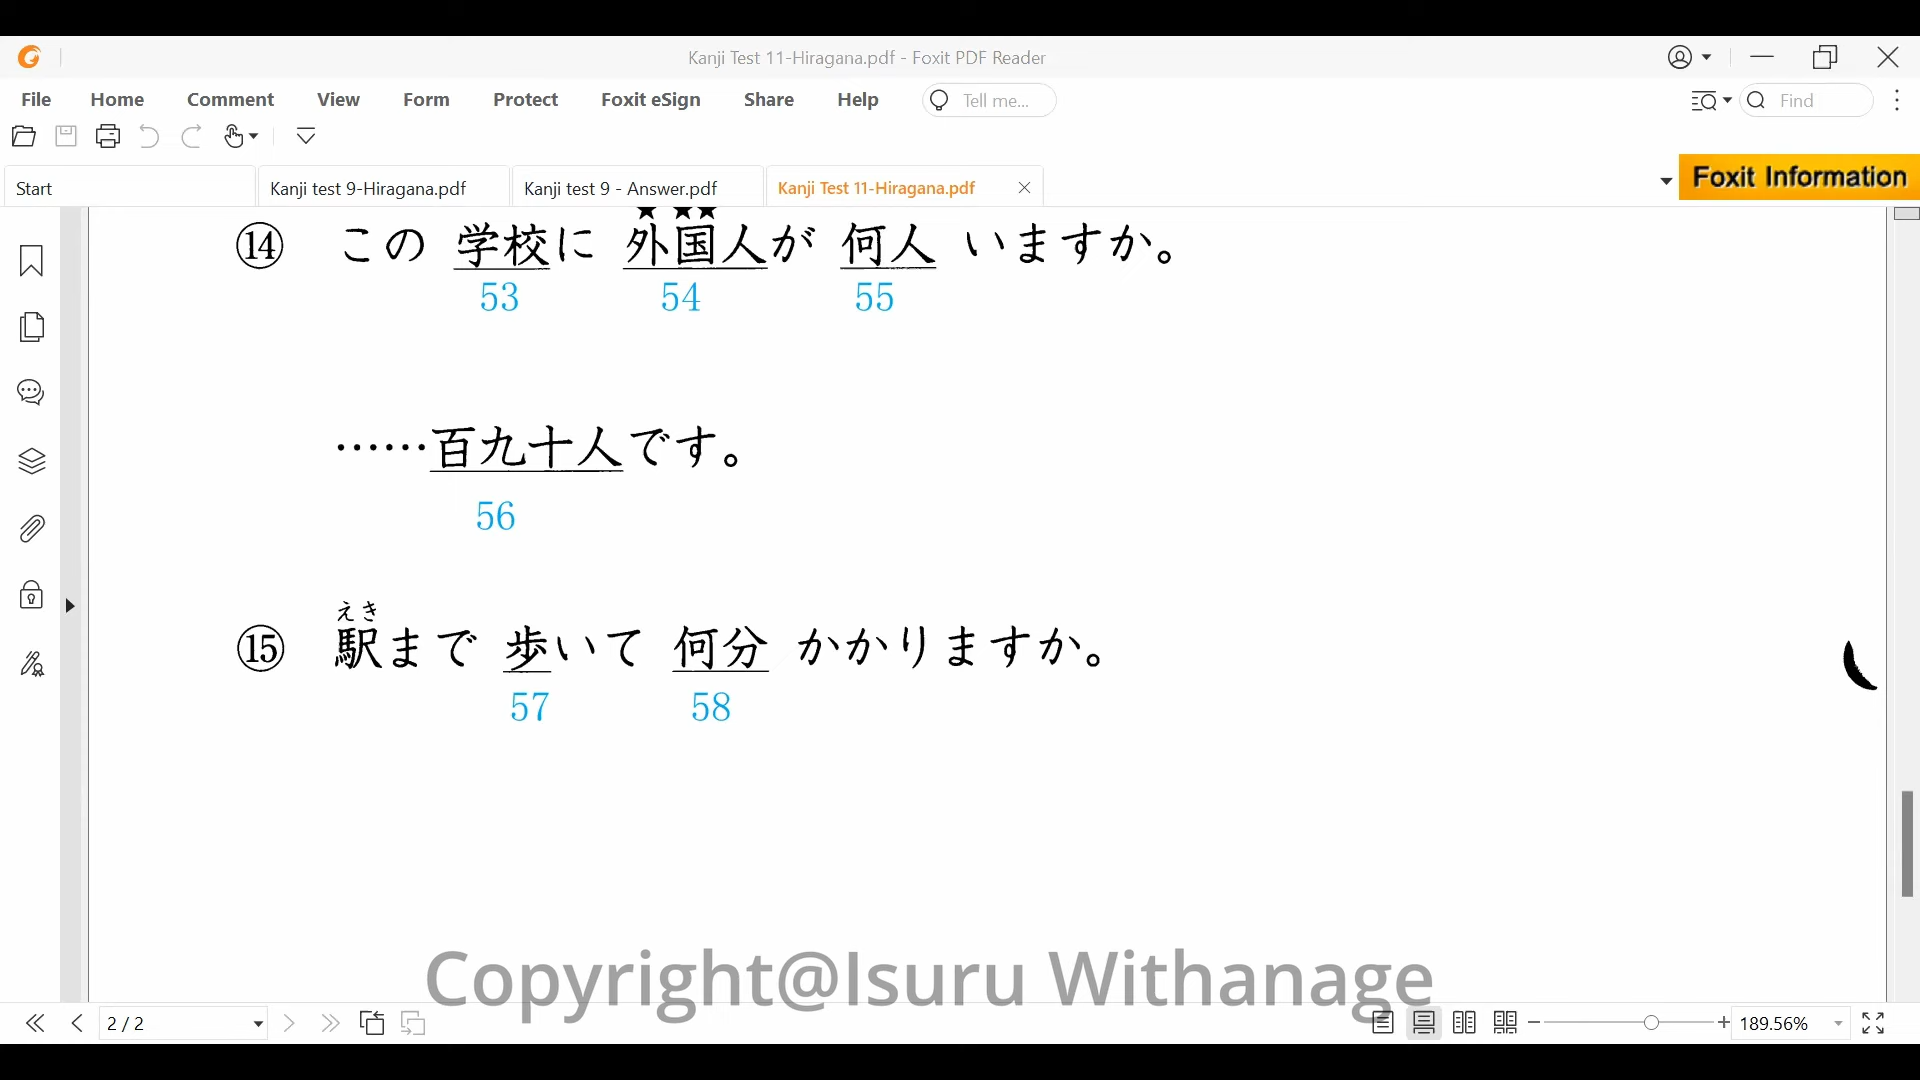 Kanji Test 11-Hiragana.pdf - Foxit PDF Reader
File Home Comment View Form Protect Foxit eSign Share Help Tell me... Find
Start Kanji test 9-Hiragana.pdf Kanji test 9 - Answer.pdf Kanji Test 11-Hiragana.pdf Foxit Information
★ ★★
⑭ この 学校に 外国人が 何人 いますか。
53 54 55
……百九十人です。
56
えき
⑮ 駅まで 歩いて 何分 かかりますか。
57 58
Copyright@Isuru Withanage
2 / 2 189.56%